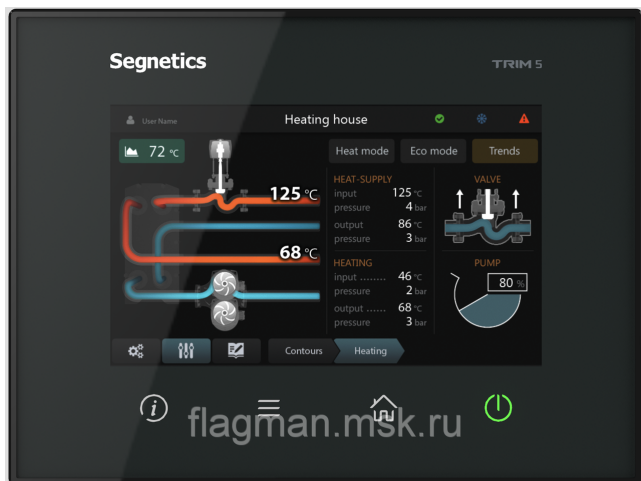 Segnetics
TRIM 5
User Name
Heating house
72 °C
Heat mode
Eco mode
Trends
125 °C
68 °C
HEAT-SUPPLY
input 125 °C
pressure 4 bar
output 86 °C
pressure 3 bar
HEATING
input ........ 46 °C
pressure 2 bar
output ...... 68 °C
pressure 3 bar
VALVE
PUMP
80 %
Contours
Heating
flagman.msk.ru